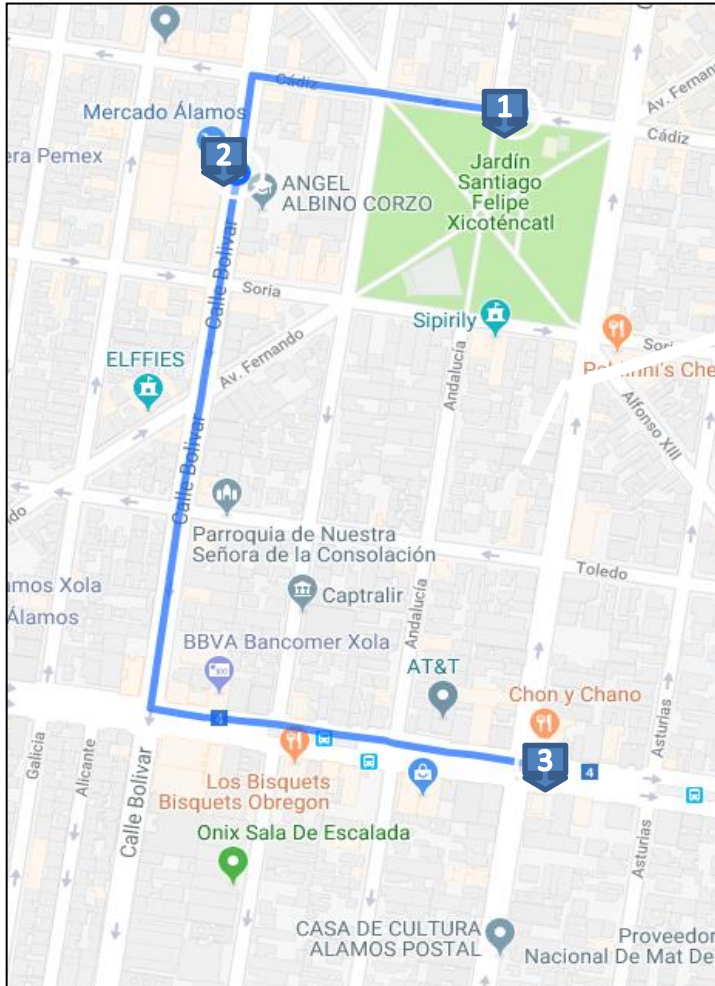 Cádiz
1
Av. Fernando
Mercado Álamos
Cádiz
era Pemex
2
Jardín
Santiago
Felipe
Xicoténcatl
ANGEL
ALBINO CORZO
Calle Bolivar
Soria
Sipirily
Soria
ELFFIES
Av. Fernando
Andalucía
Alfonso XIII
Calle Bolivar
Parroquia de Nuestra
Señora de la Consolación
Toledo
amos Xola
Álamos
Captralir
Andalucía
BBVA Bancomer Xola
AT&T
Chon y Chano
4
Asturias
3
4
Galicia
Alicante
Calle Bolivar
Los Bisquets
Bisquets Obregon
Onix Sala De Escalada
Asturias
CASA DE CULTURA
ALAMOS POSTAL
Proveedor
Nacional De Mat De